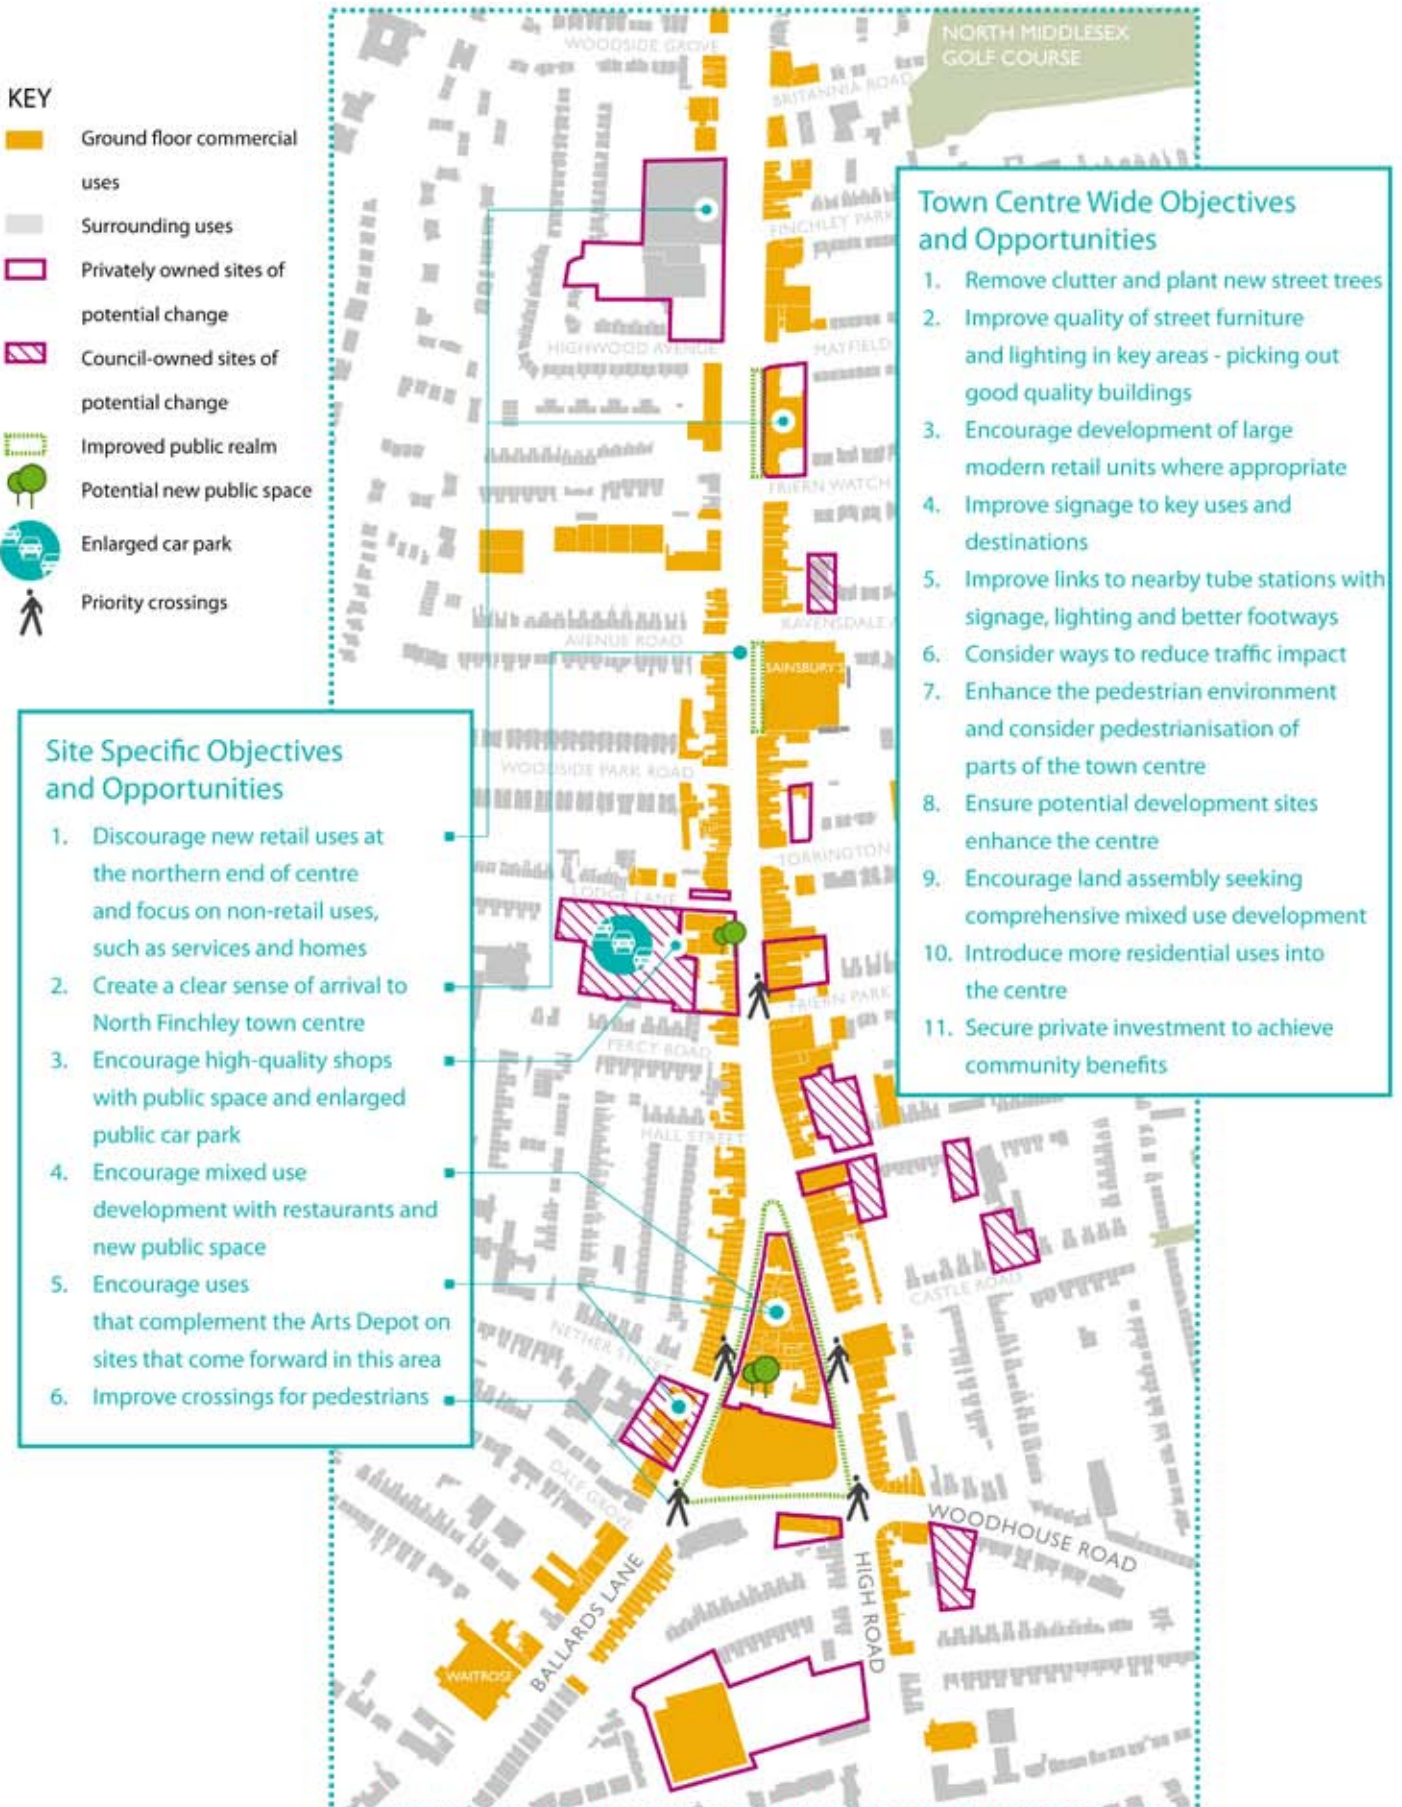 KEY
Ground floor commercial
uses
Surrounding uses
Privately owned sites of
potential change
Council-owned sites of
potential change
Improved public realm
Potential new public space
Enlarged car park
Priority crossings
WOODSIDE GROVE
NORTH MIDDLESEX
GOLF COURSE
BRITANNIA ROAD
FINCHLEY PARK
HIGHWOOD AVENUE
MAYFIELD
FRIERN WATCH
AVENUE ROAD
RAVENSDALE
SAINSBURY'S
WOODSIDE PARK ROAD
TORRINGTON
LODGE LANE
FRIERN PARK
PERCY ROAD
HALL STREET
CASTLE ROAD
NETHER STREET
DALE GROVE
WOODHOUSE ROAD
HIGH ROAD
BALLARDS LANE
WAITROSE
Town Centre Wide Objectives
and Opportunities
1. Remove clutter and plant new street trees
2. Improve quality of street furniture
and lighting in key areas - picking out
good quality buildings
3. Encourage development of large
modern retail units where appropriate
4. Improve signage to key uses and
destinations
5. Improve links to nearby tube stations with
signage, lighting and better footways
6. Consider ways to reduce traffic impact
7. Enhance the pedestrian environment
and consider pedestrianisation of
parts of the town centre
8. Ensure potential development sites
enhance the centre
9. Encourage land assembly seeking
comprehensive mixed use development
10. Introduce more residential uses into
the centre
11. Secure private investment to achieve
community benefits
Site Specific Objectives
and Opportunities
1. Discourage new retail uses at
the northern end of centre
and focus on non-retail uses,
such as services and homes
2. Create a clear sense of arrival to
North Finchley town centre
3. Encourage high-quality shops
with public space and enlarged
public car park
4. Encourage mixed use
development with restaurants and
new public space
5. Encourage uses
that complement the Arts Depot on
sites that come forward in this area
6. Improve crossings for pedestrians